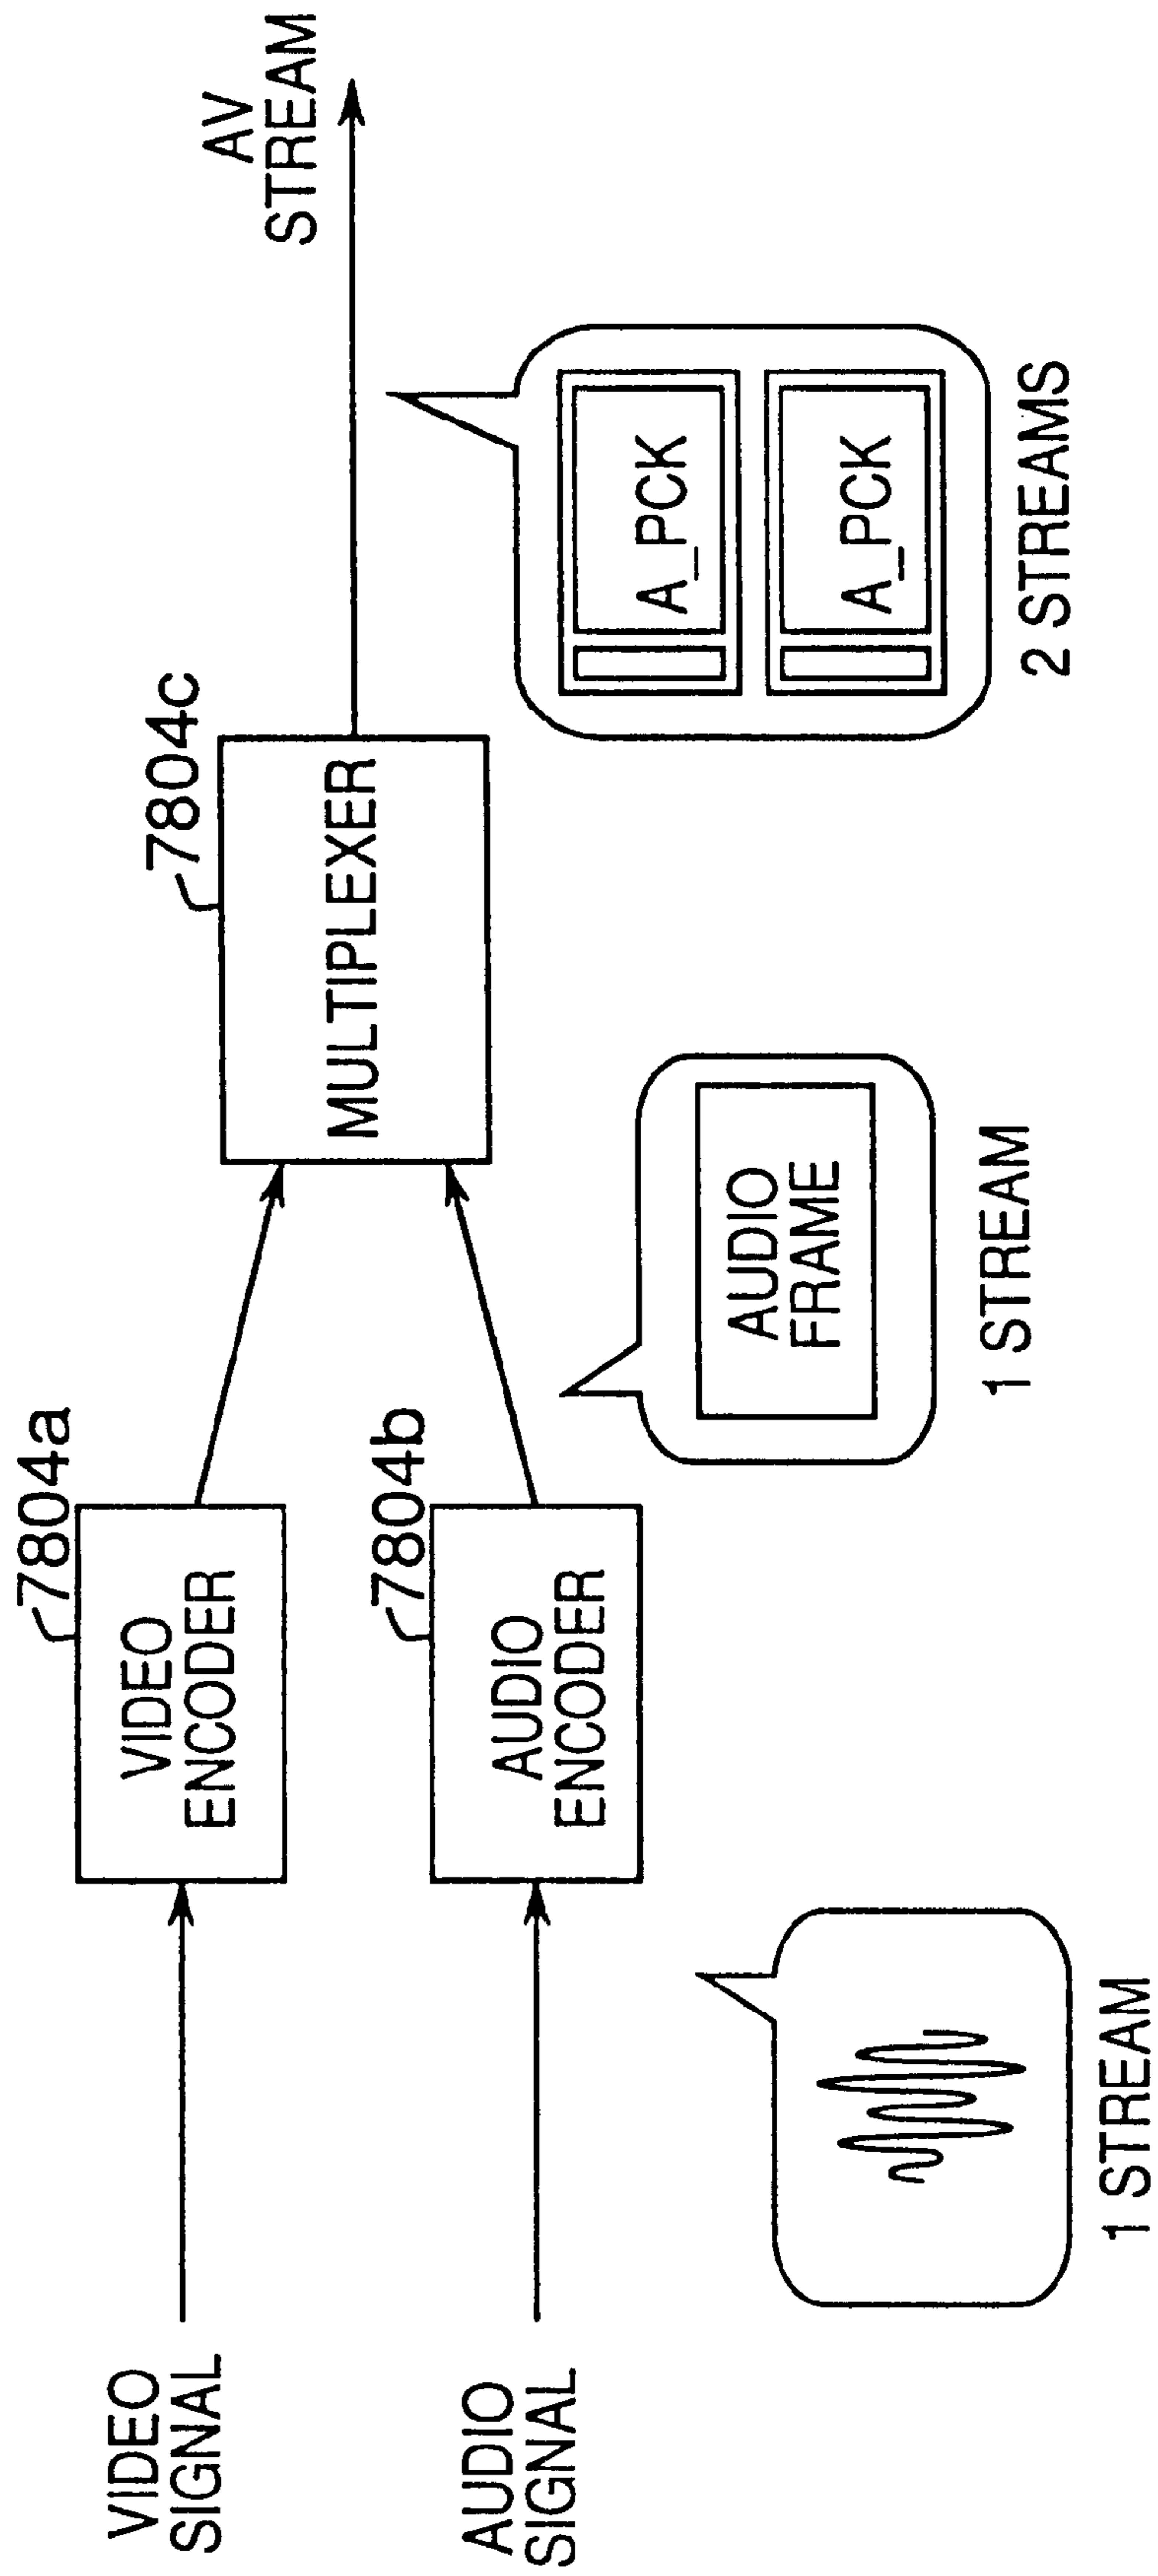 VIDEO
SIGNAL
7804a
VIDEO
ENCODER
AUDIO
SIGNAL
7804b
AUDIO
ENCODER
7804c
MULTIPLEXER
AV
STREAM
1 STREAM
AUDIO
FRAME
1 STREAM
A_PCK
A_PCK
2 STREAMS